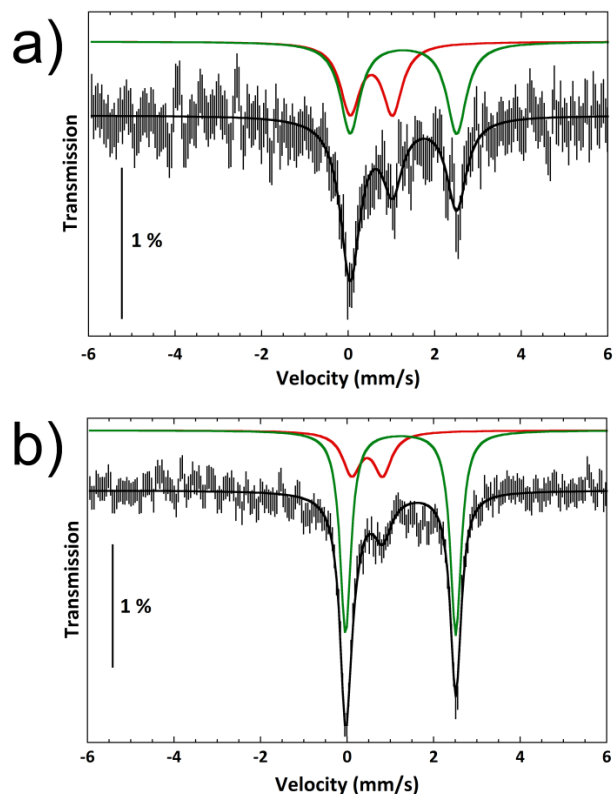 a)
Transmission
1 %
-6 -4 -2 0 2 4 6
Velocity (mm/s)
b)
Transmission
1 %
-6 -4 -2 0 2 4 6
Velocity (mm/s)